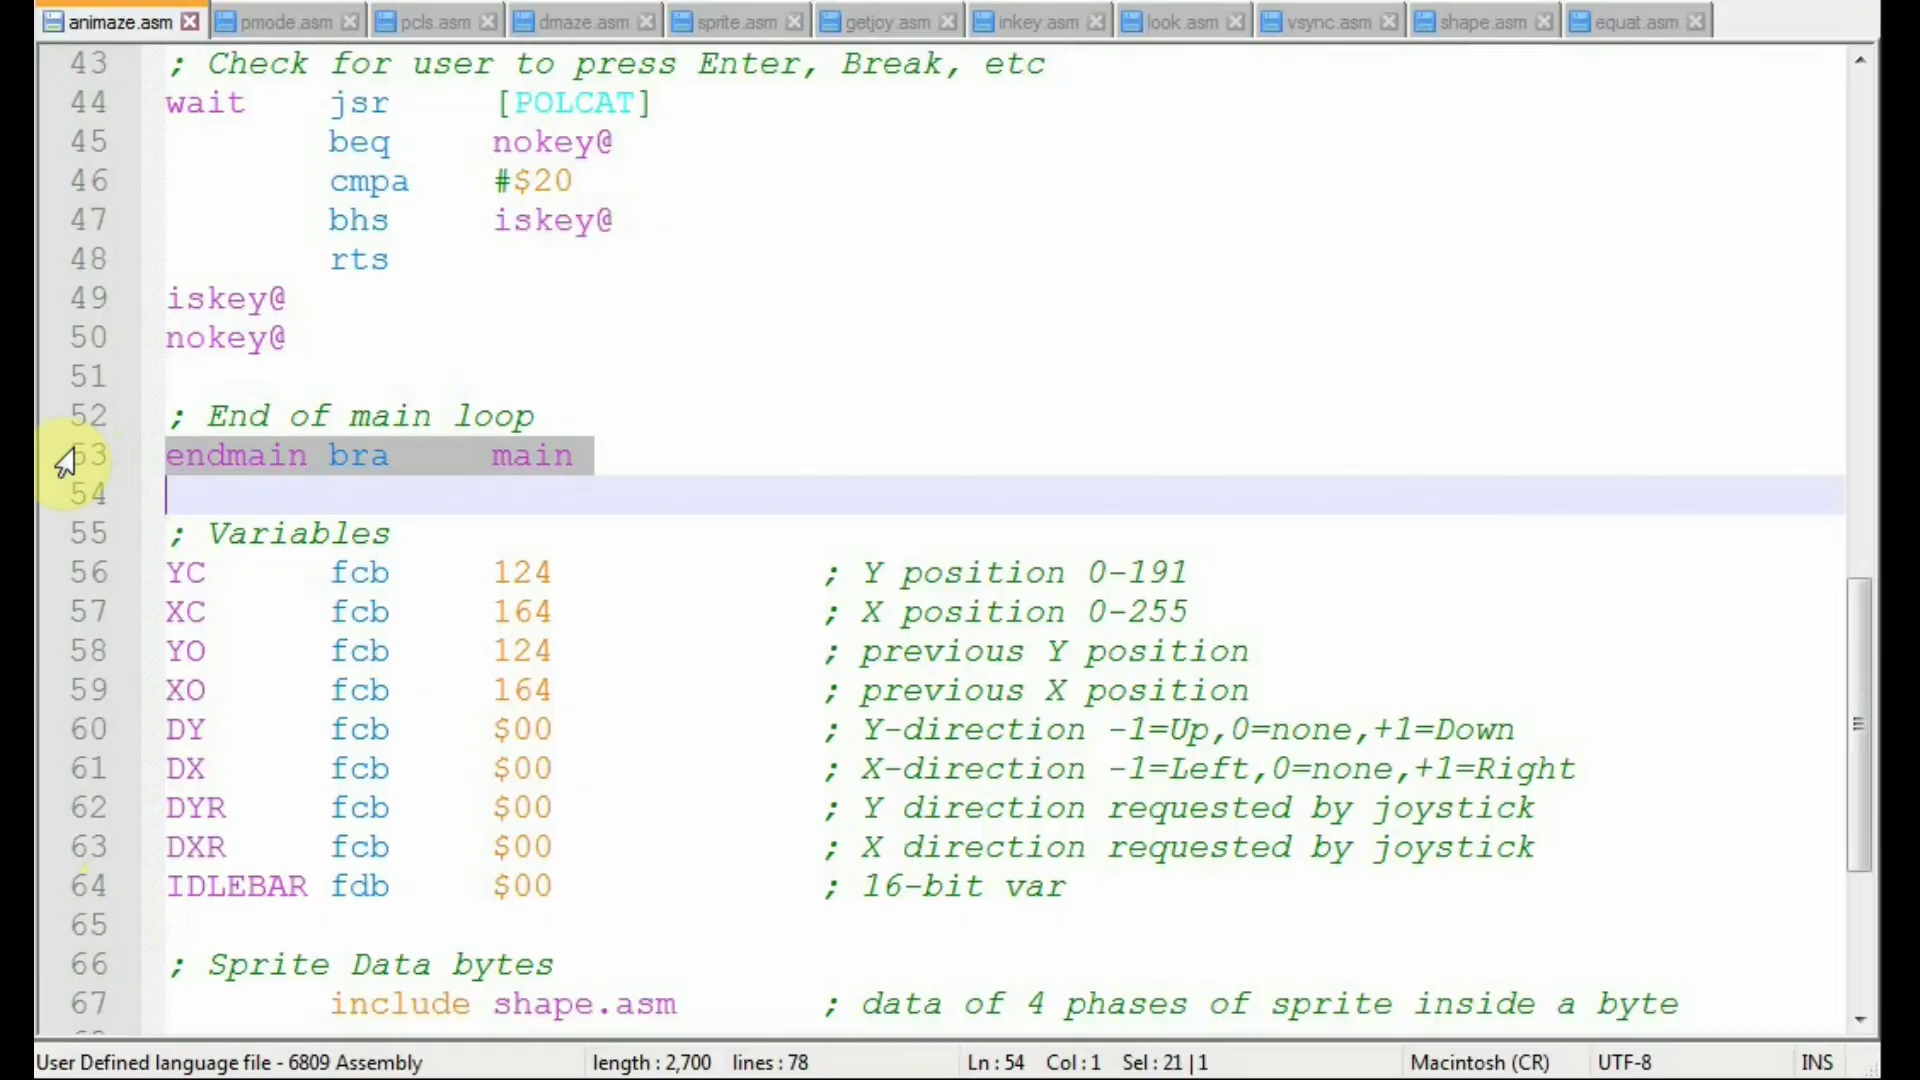 animaze.asm pmode.asm pcls.asm dmaze.asm sprite.asm getjoy.asm inkey.asm look.asm vsync.asm shape.asm equat.asm
43 ; Check for user to press Enter, Break, etc
44 wait jsr [POLCAT]
45 beq nokey@
46 cmpa #$20
47 bhs iskey@
48 rts
49 iskey@
50 nokey@
51
52 ; End of main loop
53 endmain bra main
54
55 ; Variables
56 YC fcb 124 ; Y position 0-191
57 XC fcb 164 ; X position 0-255
58 YO fcb 124 ; previous Y position
59 XO fcb 164 ; previous X position
60 DY fcb $00 ; Y-direction -1=Up,0=none,+1=Down
61 DX fcb $00 ; X-direction -1=Left,0=none,+1=Right
62 DYR fcb $00 ; Y direction requested by joystick
63 DXR fcb $00 ; X direction requested by joystick
64 IDLEBAR fdb $00 ; 16-bit var
65
66 ; Sprite Data bytes
67 include shape.asm ; data of 4 phases of sprite inside a byte
User Defined language file - 6809 Assembly length : 2,700 lines : 78 Ln : 54 Col : 1 Sel : 21 | 1 Macintosh (CR) UTF-8 INS